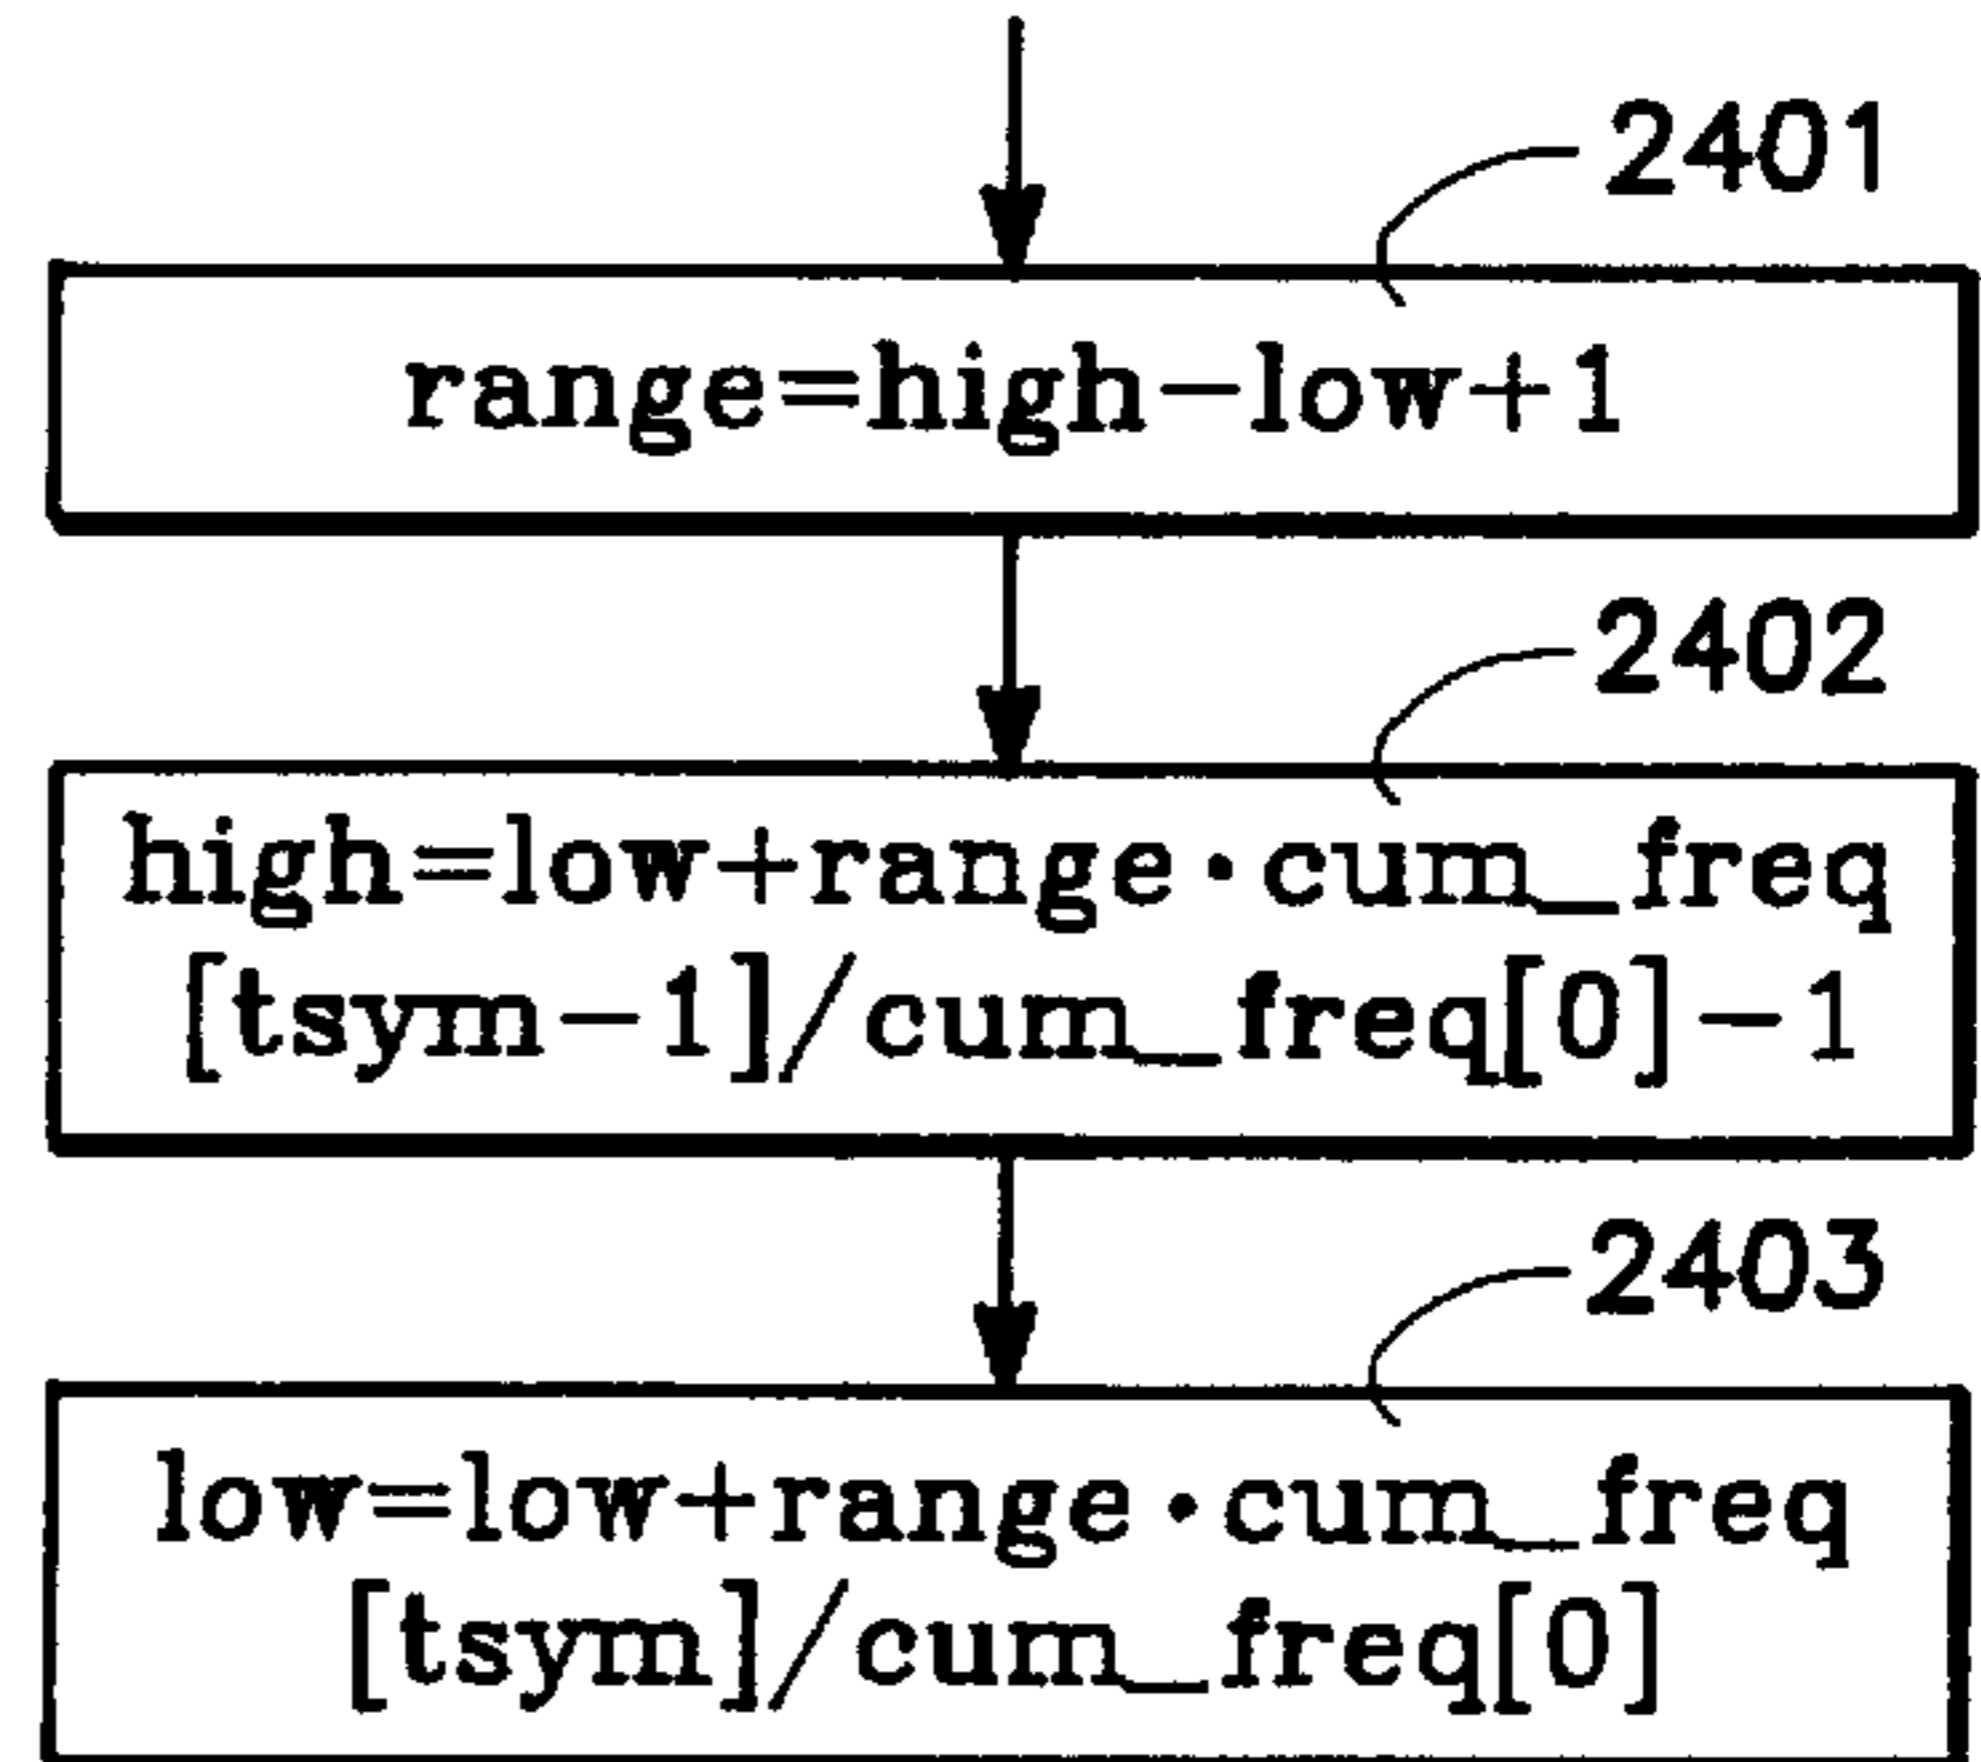 2401
range=high-low+1
2402
high=low+range·cum_freq
[tsym-1]/cum_freq[0]-1
2403
low=low+range·cum_freq
[tsym]/cum_freq[0]